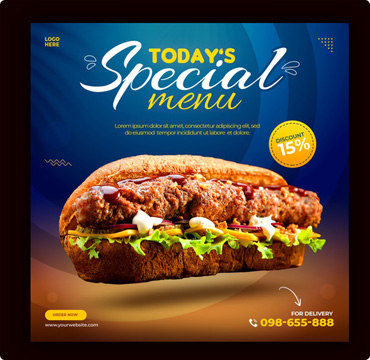 LOGO
HERE
TODAY'S
Special
menu
Lorem ipsum dolor sit amet, consectetur adipiscing elit, sed
do eiusmod tempor incididunt ut labore et dolore.
DISCOUNT
15%
ORDER NOW
www.yourwebsite.com
FOR DELIVERY
098-655-888